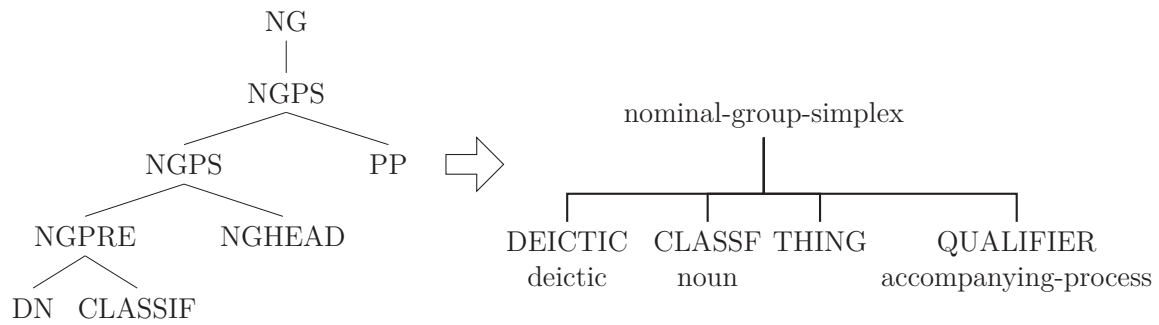 NG
NGPS
NGPS PP
NGPRE NGHEAD
DN CLASSIF
nominal-group-simplex
DEICTIC CLASSF THING QUALIFIER
deictic noun accompanying-process